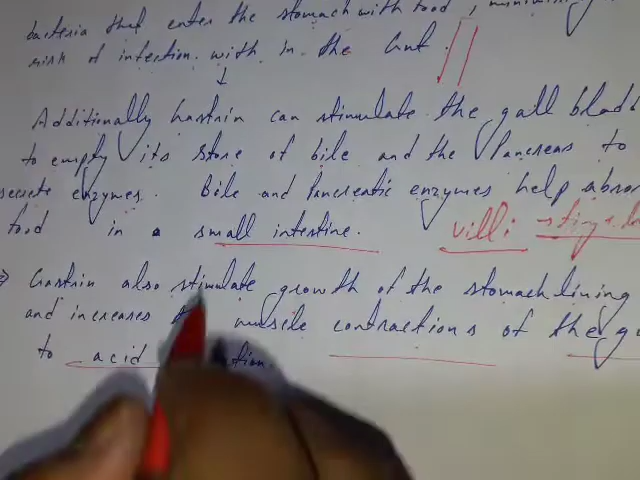 bacteria that enter the stomach with food, minimizing
risk of infection with in the Gut.
↓
Additionally Gastrin can stimulate the gall bladd
to empty its store of bile and the Pancreas to
secrete enzymes. Bile and Pancreatic enzymes help absor
food in a small intestine. villi
⇒ Gastrin also stimulate growth of the stomach lining
and increases muscle contractions of the gu
to acid